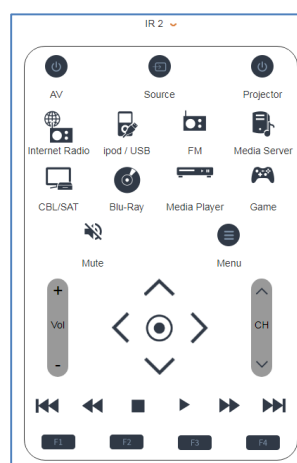 IR 2
AV Source Projector
Internet Radio ipod / USB FM Media Server
CBL/SAT Blu-Ray Media Player Game
Mute Menu
+
Vol CH
-
F1 F2 F3 F4